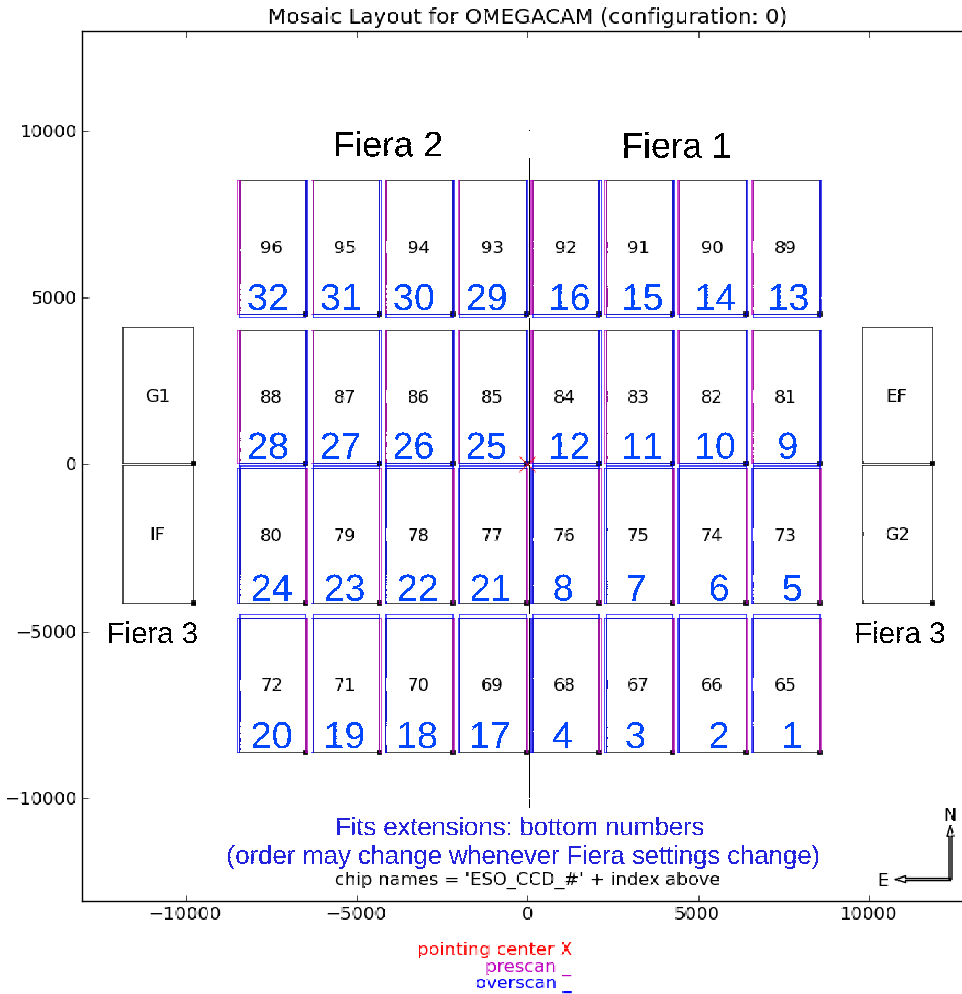 Mosaic Layout for OMEGACAM (configuration: 0)
10000
Fiera 2 Fiera 1
96 95 94 93 92 91 90 89
5000
32 31 30 29 16 15 14 13
G1 88 87 86 85 84 83 82 81 EF
28 27 26 25 12 11 10 9
0
IF 80 79 78 77 76 75 74 73 G2
24 23 22 21 8 7 6 5
−5000
Fiera 3 Fiera 3
72 71 70 69 68 67 66 65
20 19 18 17 4 3 2 1
−10000
Fits extensions: bottom numbers
(order may change whenever Fiera settings change)
chip names = 'ESO_CCD_#' + index above
N
E
−10000 −5000 0 5000 10000
pointing center X
prescan _
overscan _